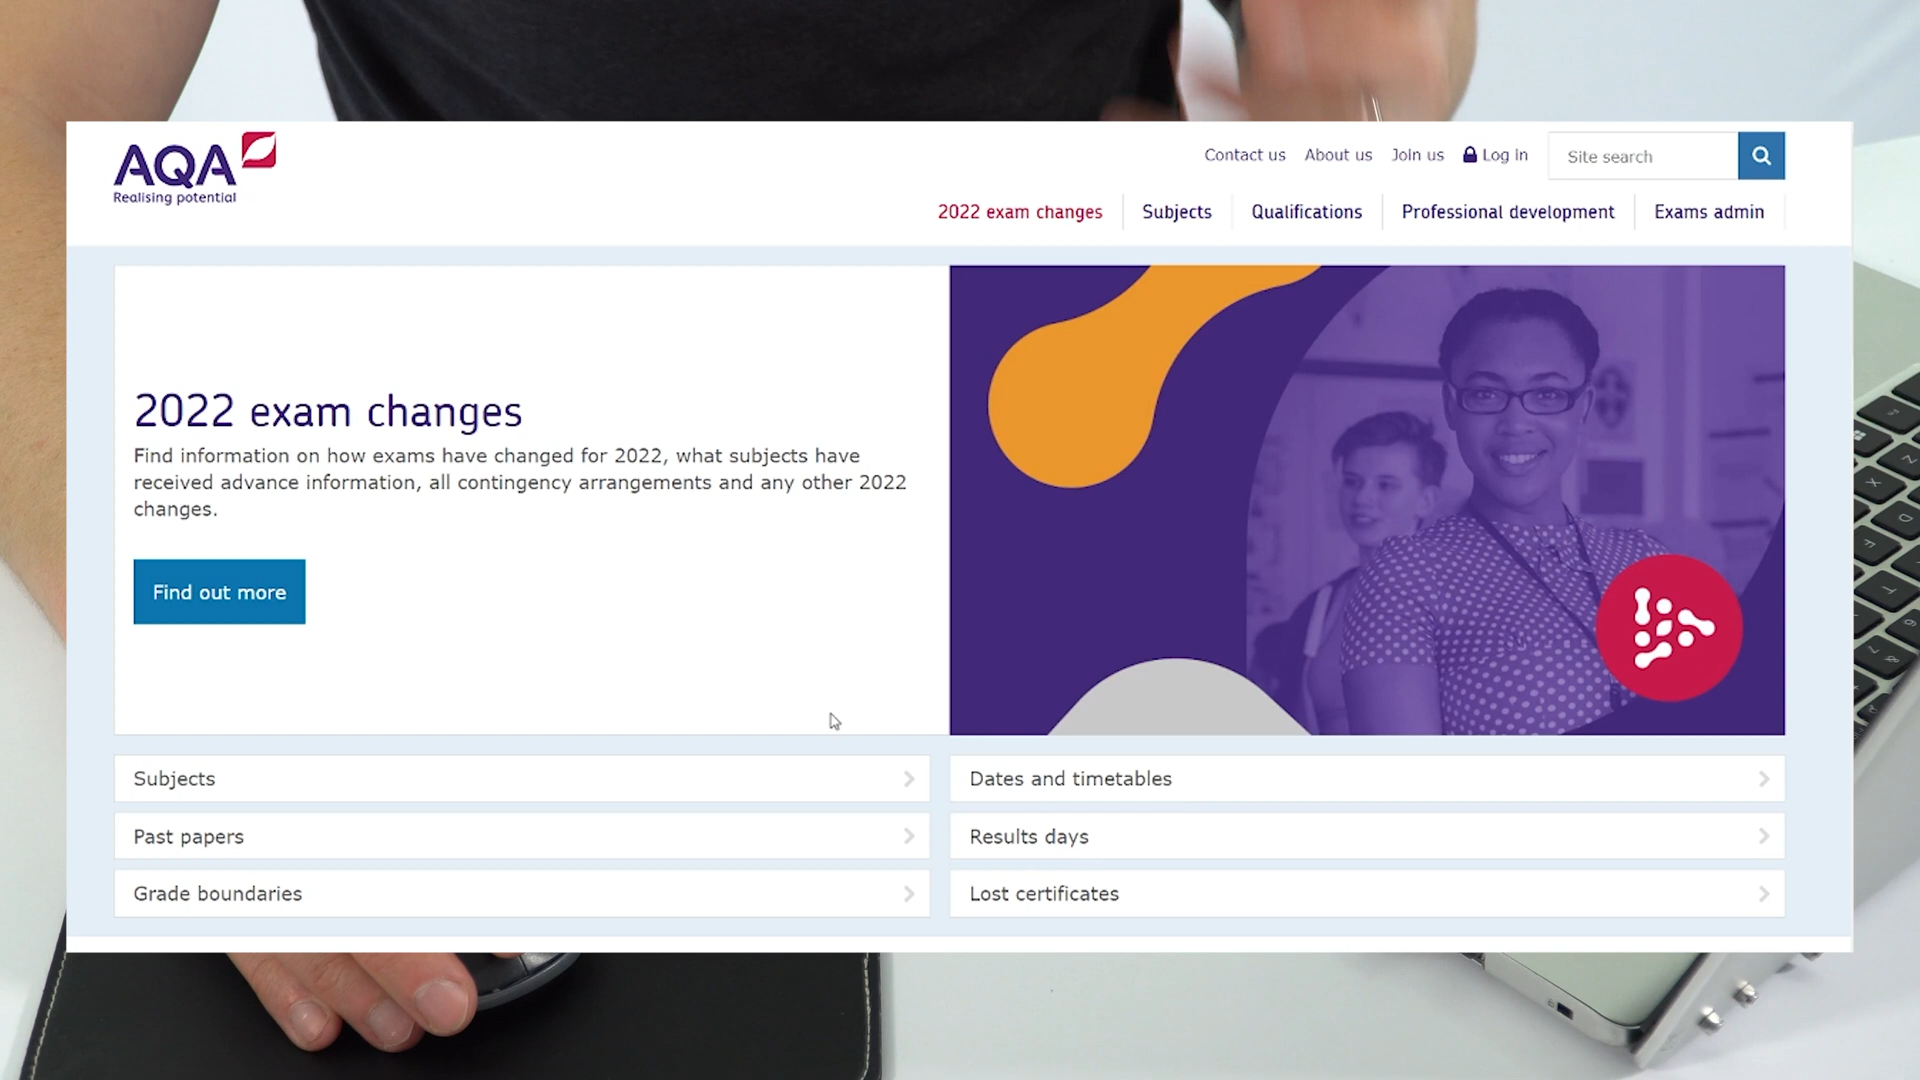 AQA
Realising potential
Contact us
About us
Join us
Log in
Site search
2022 exam changes
Subjects
Qualifications
Professional development
Exams admin
2022 exam changes
Find information on how exams have changed for 2022, what subjects have
received advance information, all contingency arrangements and any other 2022
changes.
Find out more
Subjects
Dates and timetables
Past papers
Results days
Grade boundaries
Lost certificates